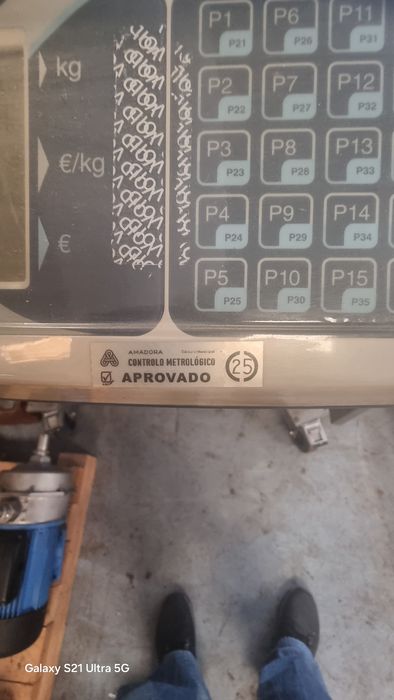 kg
€/kg
€
P1 P21 P6 P26 P11 P31
P2 P22 P7 P27 P12 P32
P3 P23 P8 P28 P13 P33
P4 P24 P9 P29 P14 P34
P5 P25 P10 P30 P15 P35
AMADORA
CONTROLO METROLÓGICO
APROVADO
25
Galaxy S21 Ultra 5G